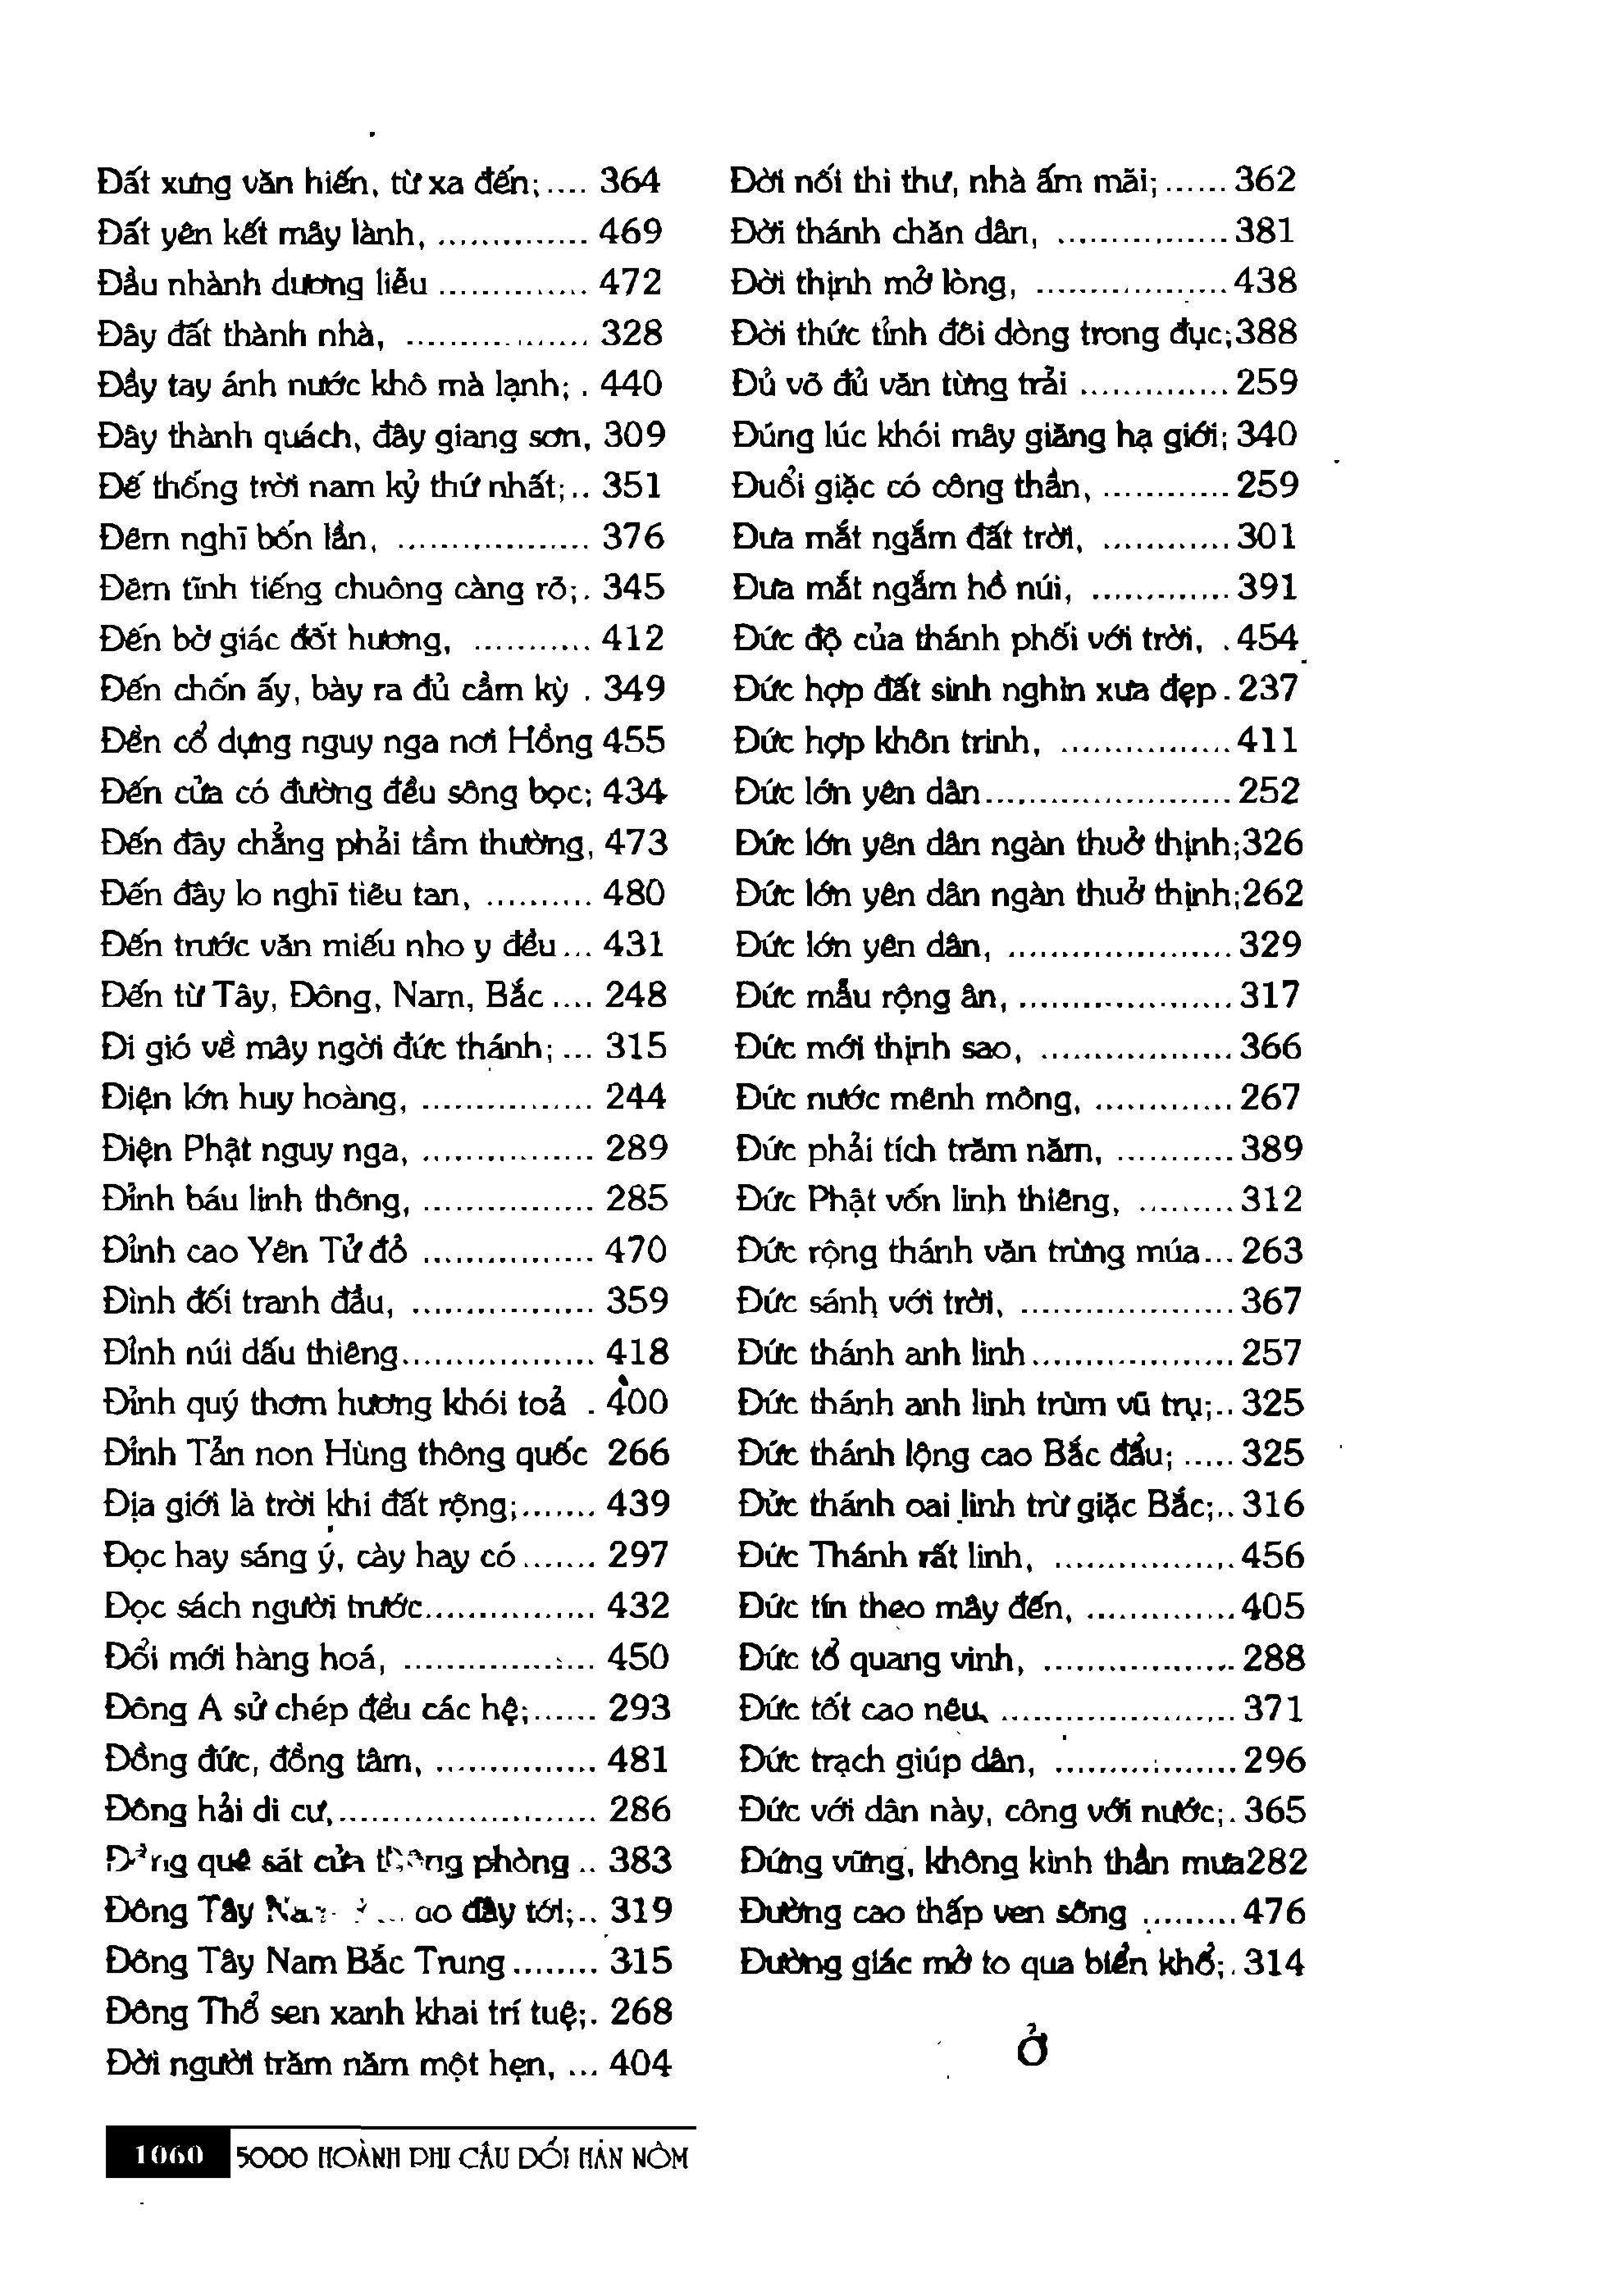 Đất xưng văn hiến, từ xa đến;.... 364
Đất yên kết mây lành, .............. 469
Đầu nhành dương liễu .............. 472
Đây đất thành nhà, ................ 328
Đầy tay ánh nước khô mà lạnh; . 440
Đây thành quách, đây giang sơn, 309
Đế thống trời nam kỷ thứ nhất;.. 351
Đêm nghĩ bốn lần, .................. 376
Đêm tĩnh tiếng chuông càng rõ;. 345
Đến bờ giác đốt hương, ........... 412
Đến chốn ấy, bày ra đủ cầm kỳ . 349
Đền cổ dựng nguy nga nơi Hồng 455
Đến cửa có đường đều sông bọc; 434
Đến đây chẳng phải tầm thường, 473
Đến đây lo nghĩ tiêu tan, .......... 480
Đến trước văn miếu nho y đều... 431
Đến từ Tây, Đông, Nam, Bắc .... 248
Đi gió về mây ngời đức thánh; ... 315
Điện lớn huy hoàng, ................ 244
Điện Phật nguy nga, ................ 289
Đỉnh báu linh thông, ................ 285
Đỉnh cao Yên Tử đỏ ................ 470
Đình đối tranh đầu, ................. 359
Đỉnh núi dấu thiêng.................. 418
Đỉnh quý thơm hương khói toả . 400
Đỉnh Tản non Hùng thông quốc 266
Địa giới là trời khi đất rộng;....... 439
Đọc hay sáng ý, cày hay có ....... 297
Đọc sách người trước................ 432
Đổi mới hàng hoá, .................. 450
Đông A sử chép đều các hệ;...... 293
Đồng đức, đồng tâm, ............... 481
Đông hải di cư,........................ 286
quê sát cửa phòng .. 383
Đông Tây đây tới;.. 319
Đông Tây Nam Bắc Trung........ 315
Đông Thổ sen xanh khai trí tuệ;. 268
Đời người trăm năm một hẹn, ... 404
Đời nối thi thư, nhà ấm mãi; ...... 362
Đời thánh chăn dân, ................ 381
Đời thịnh mở lòng, .................. 438
Đời thức tỉnh đôi dòng trong đục;388
Đủ võ đủ văn từng trải .............. 259
Đúng lúc khói mây giăng hạ giới; 340
Đuổi giặc có công thần, ............ 259
Đưa mắt ngắm đất trời, ............ 301
Đưa mắt ngắm hồ núi, ............. 391
Đức độ của thánh phối với trời, . 454
Đức hợp đất sinh nghìn xưa đẹp . 237
Đức hợp khôn trinh, ................ 411
Đức lớn yên dân....................... 252
Đức lớn yên dân ngàn thuở thịnh;326
Đức lớn yên dân ngàn thuở thịnh;262
Đức lớn yên dân, ..................... 329
Đức mẫu rộng ân, .................... 317
Đức mới thịnh sao, .................. 366
Đức nước mênh mông, ............. 267
Đức phải tích trăm năm, ........... 389
Đức Phật vốn linh thiêng, ......... 312
Đức rộng thánh văn trừng múa... 263
Đức sánh với trời, .................... 367
Đức thánh anh linh................... 257
Đức thánh anh linh trùm vũ trụ;.. 325
Đức thánh lộng cao Bắc đẩu; ..... 325
Đức thánh oai linh trừ giặc Bắc;.. 316
Đức Thánh rất linh, ................. 456
Đức tín theo mây đến, .............. 405
Đức tổ quang vinh, .................. 288
Đức tốt cao nêu, ...................... 371
Đức trạch giúp dân, ................. 296
Đức với dân này, công với nước;. 365
Đứng vững, không kinh thần mưa282
Đường cao thấp ven sông ......... 476
Đường giác mở to qua biển khổ;. 314
Ở
1060 5000 HOÀNH PHI CÂU ĐỐI HÁN NÔM